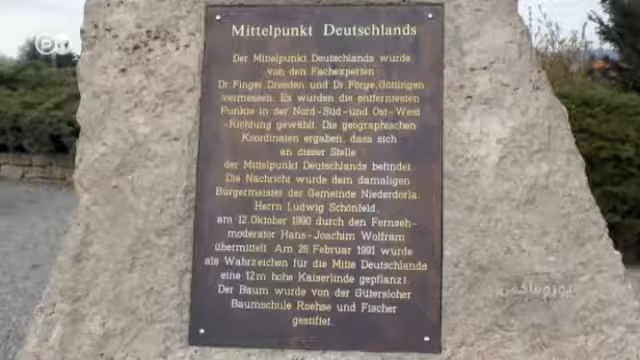 DW
Mittelpunkt Deutschlands
Der Mittelpunkt Deutschlands wurde
von den Fachexperten
Dr. Finger, Dresden und Dr. Förge, Göttingen
vermessen. Es wurden die entferntesten
Punkte in der Nord-Süd- und Ost-West
-Richtung gewählt. Die geographischen
Koordinaten ergaben, dass sich
an dieser Stelle
der Mittelpunkt Deutschlands befindet.
Die Nachricht wurde dem damaligen
Bürgermeister der Gemeinde Niederdorla,
Herrn Ludwig Schönfeld,
am 12. Oktober 1990 durch den Fernseh-
moderator Hans-Joachim Wolfram
übermittelt. Am 26. Februar 1991 wurde
als Wahrzeichen für die Mitte Deutschlands
eine 12m hohe Kaiserlinde gepflanzt.
Der Baum wurde von der Gütersloher
Baumschule Roehse und Fischer
gestiftet.
یوروماکس